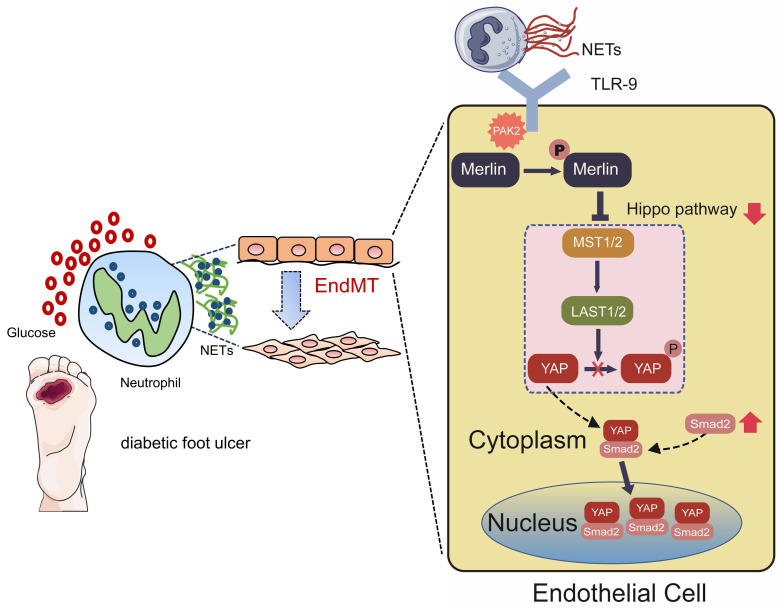 Glucose
Neutrophil
NETs
EndMT
diabetic foot ulcer
NETs
TLR-9
PAK2
Merlin
P
Merlin
Hippo pathway
MST1/2
LAST1/2
YAP
YAP
P
Cytoplasm
YAP
Smad2
Smad2
Nucleus
YAP
Smad2
YAP
Smad2
YAP
Smad2
Endothelial Cell